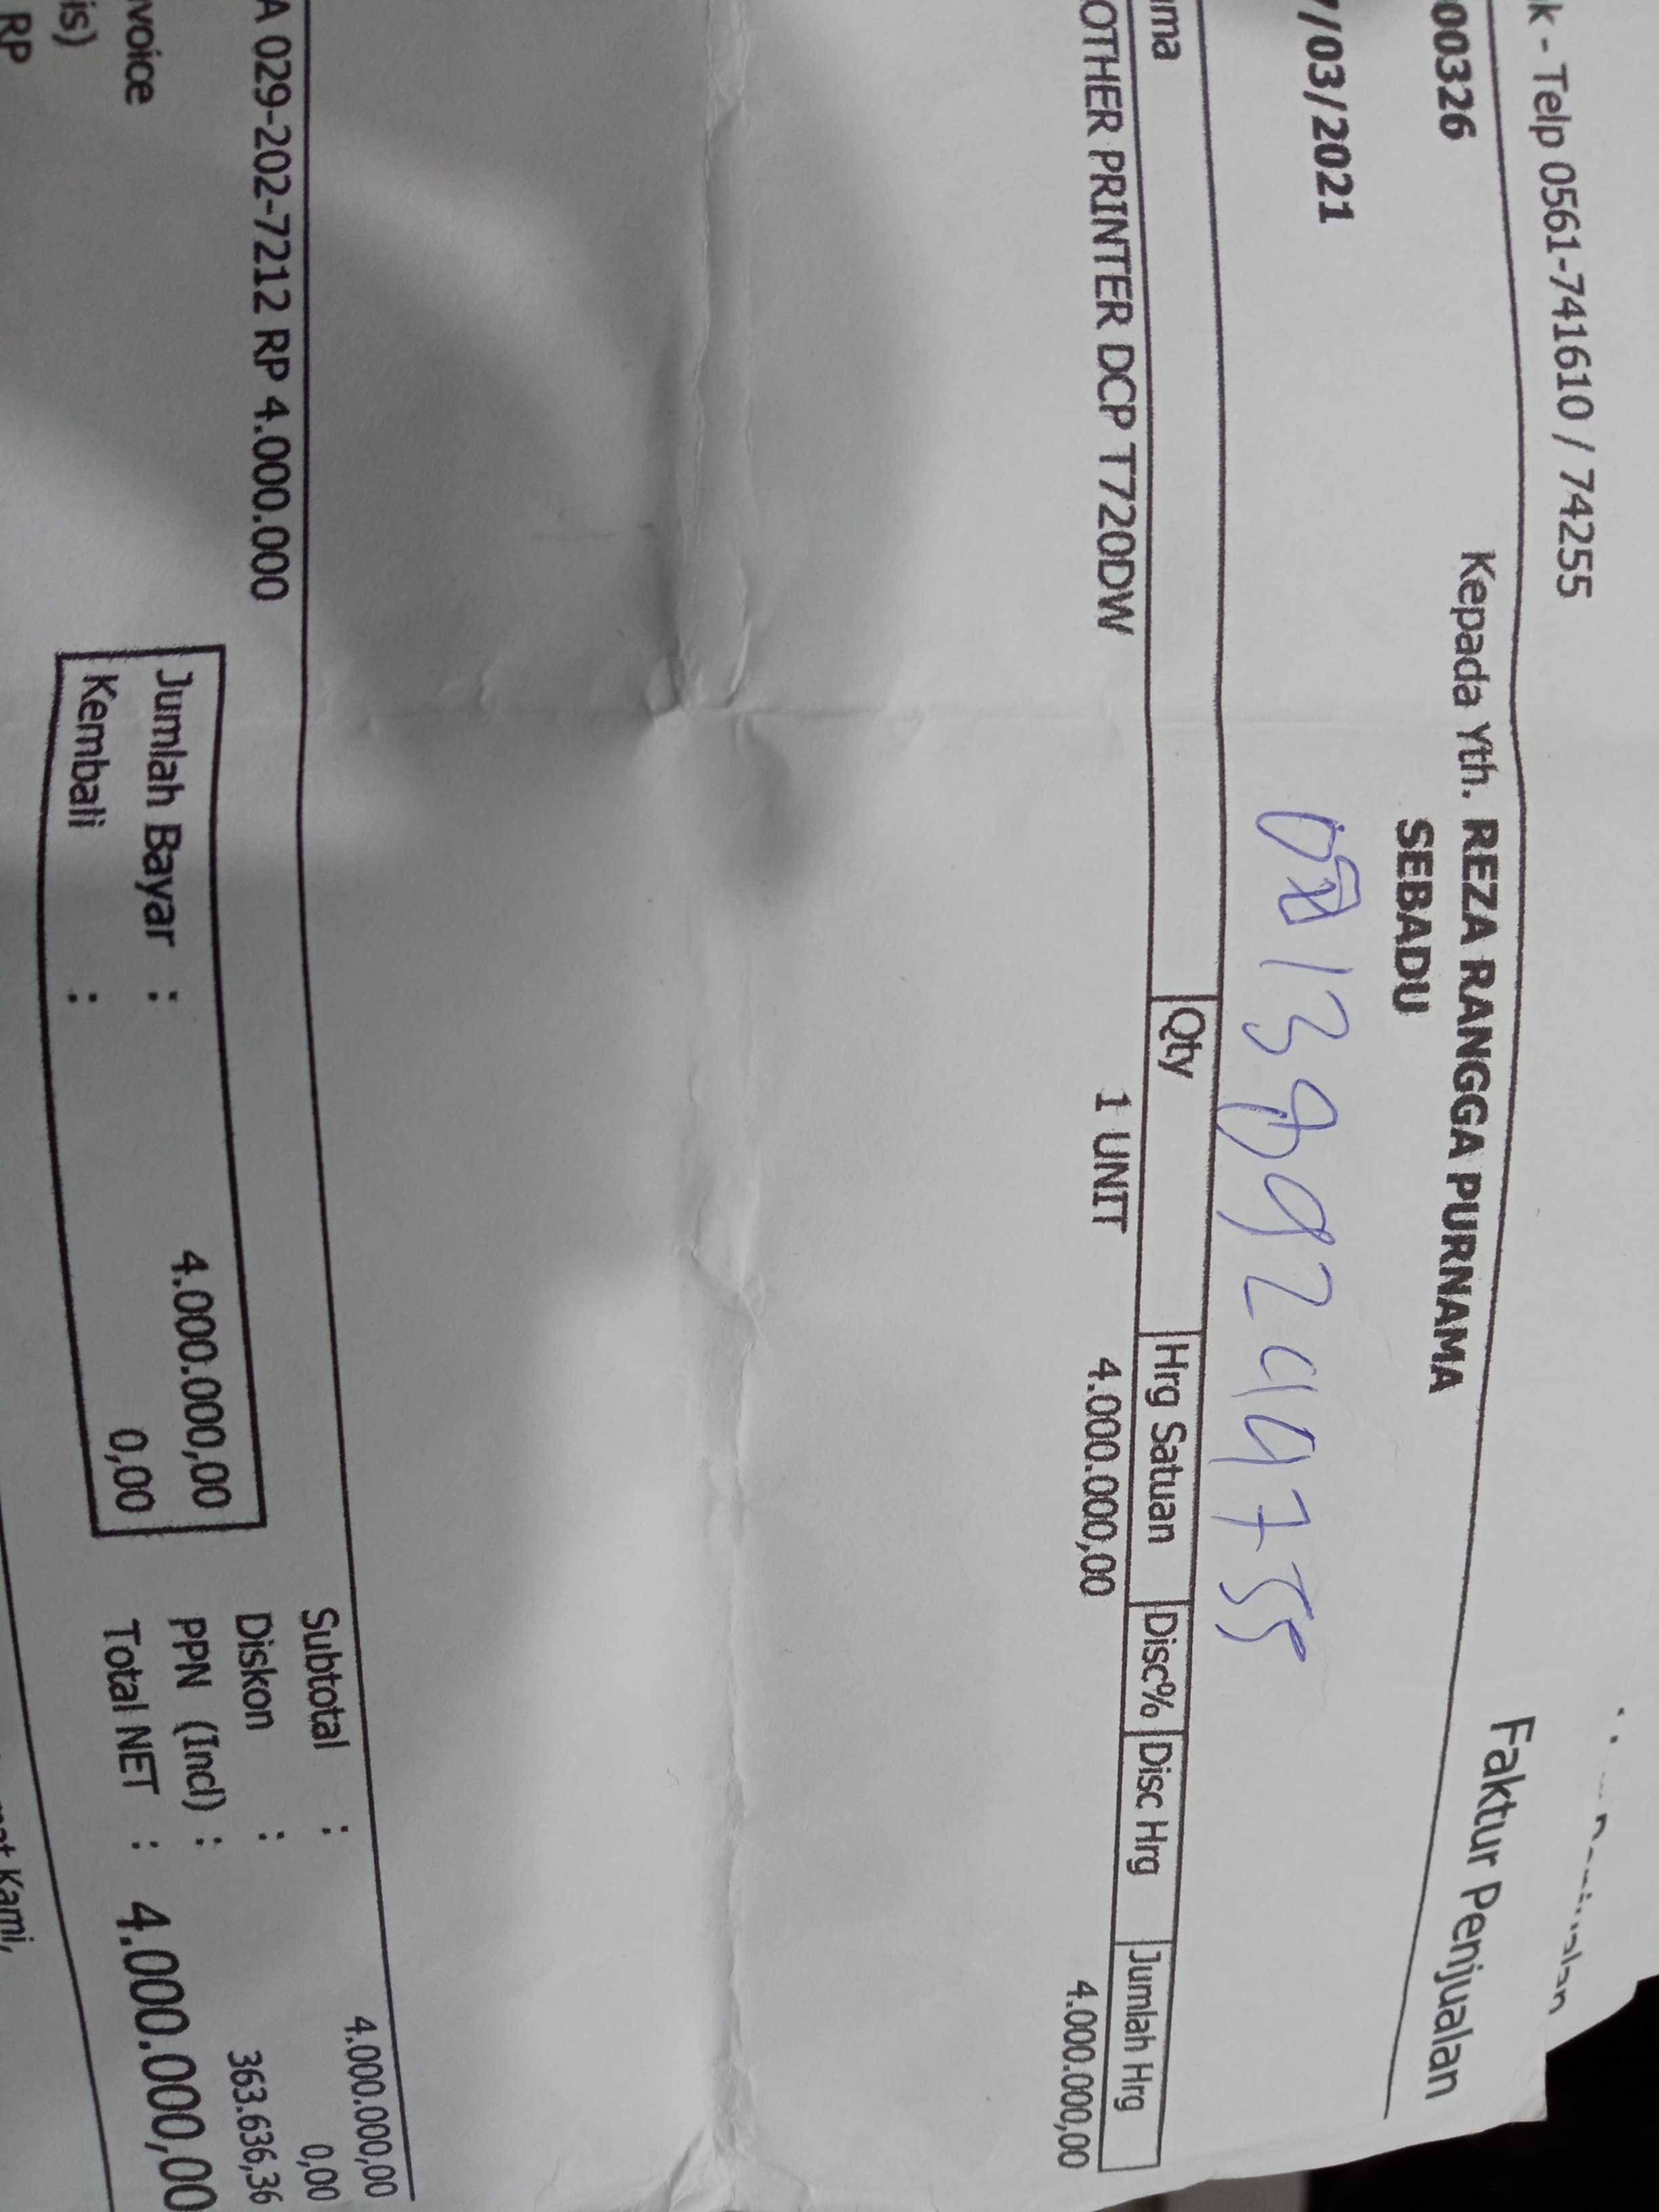 k - Telp 0561-741610 / 74255
Faktur Penjualan
00326
Kepada Yth. REZA RANGGA PURNAMA
SEBADU
/03/2021
ma Qty Hrg Satuan Disc% Disc Hrg Jumlah Hrg
OTHER PRINTER DCP T720DW 1 UNIT 4.000.000,00 4.000.000,00
A 029-202-7212 RP 4.000.000
Subtotal : 4.000.000,00
Diskon : 0,00
PPN (Incl) : 363.636,36
Total NET : 4.000.000,00
Jumlah Bayar : 4.000.000,00
Kembali : 0,00
voice
is)
RP
Kami,